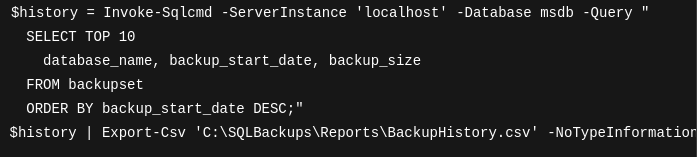 $history = Invoke-Sqlcmd -ServerInstance 'localhost' -Database msdb -Query "
SELECT TOP 10
database_name, backup_start_date, backup_size
FROM backupset
ORDER BY backup_start_date DESC;"
$history | Export-Csv 'C:\SQLBackups\Reports\BackupHistory.csv' -NoTypeInformation